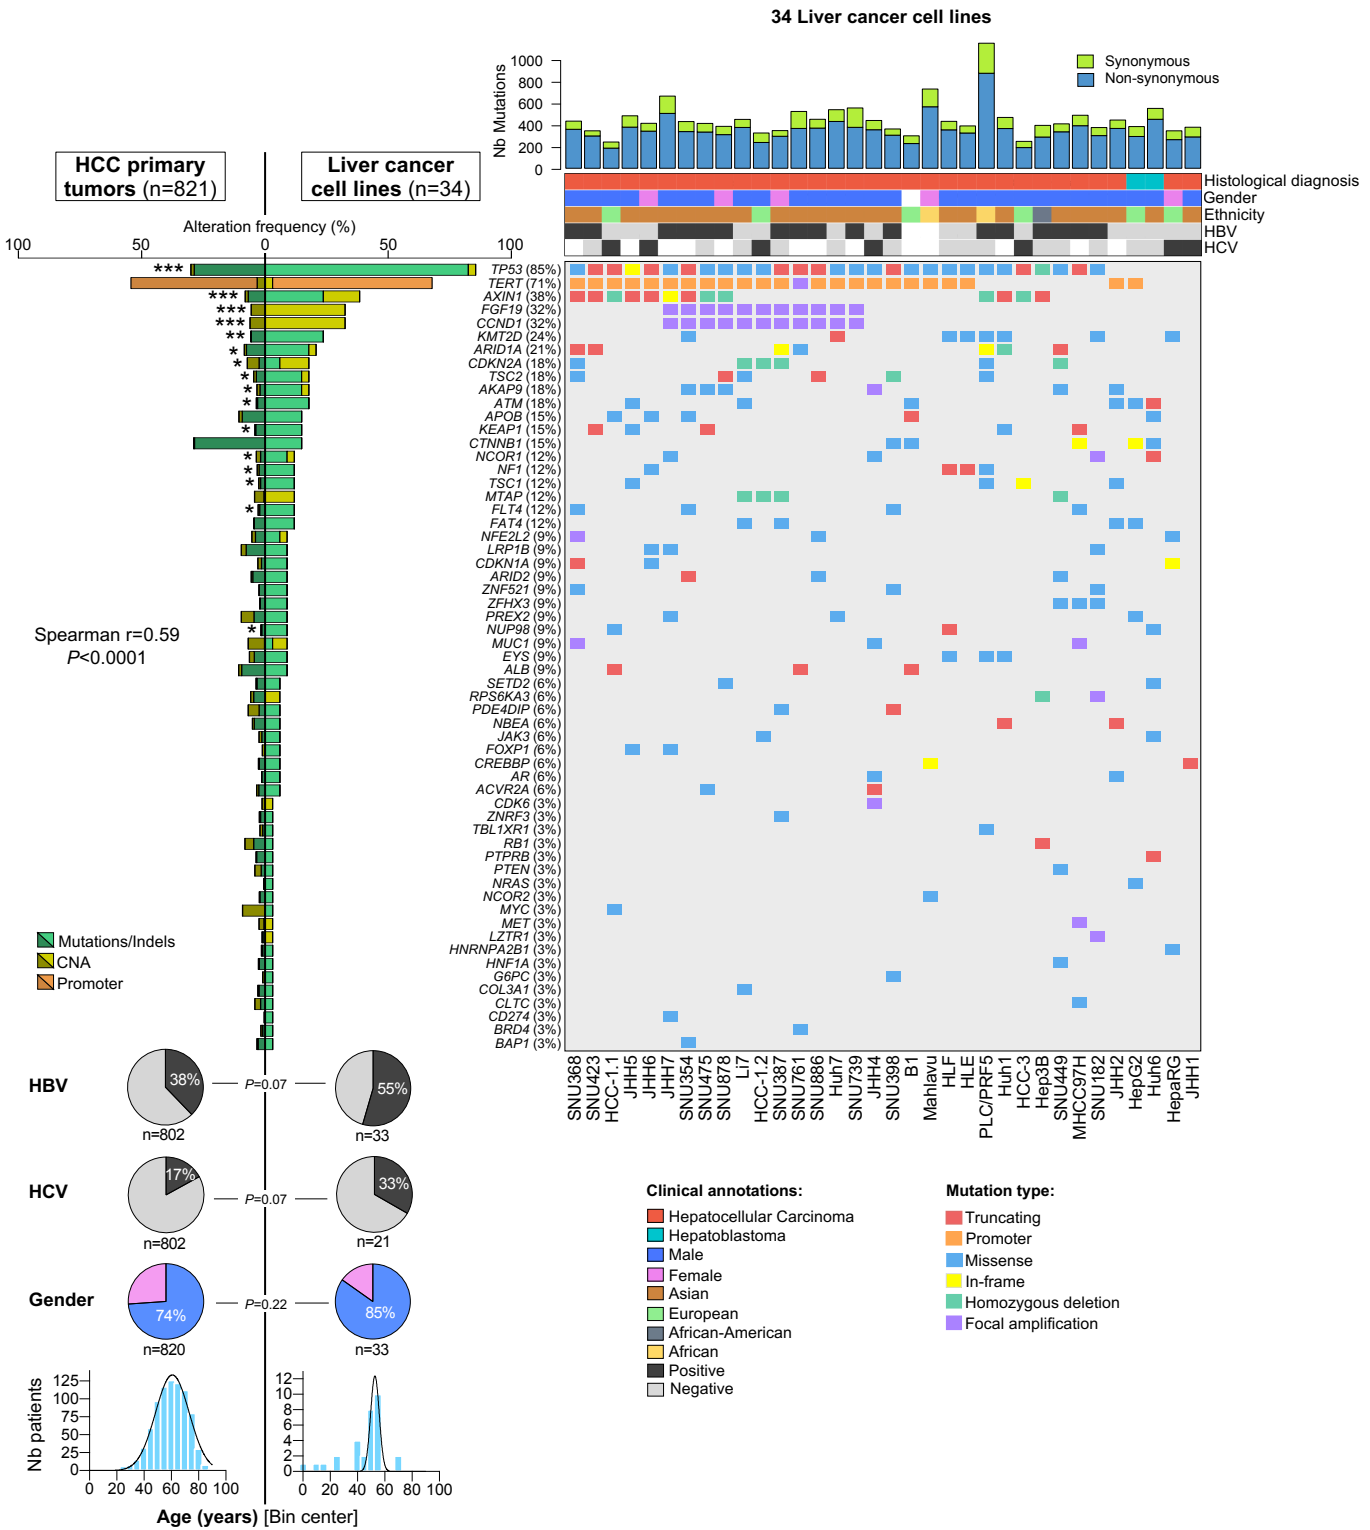 34 Liver cancer cell lines
Nb Mutations
1000
800
600
400
200
0
Synonymous
Non-synonymous
HCC primary
tumors (n=821)
Liver cancer
cell lines (n=34)
Histological diagnosis
Gender
Ethnicity
HBV
HCV
Alteration frequency (%)
100 50 0 50 100
*** TP53 (85%)
TERT (71%)
*** AXIN1 (38%)
*** FGF19 (32%)
*** CCND1 (32%)
** KMT2D (24%)
* ARID1A (21%)
* CDKN2A (18%)
* TSC2 (18%)
* AKAP9 (18%)
* ATM (18%)
APOB (15%)
* KEAP1 (15%)
CTNNB1 (15%)
* NCOR1 (12%)
* NF1 (12%)
* TSC1 (12%)
MTAP (12%)
* FLT4 (12%)
FAT4 (12%)
NFE2L2 (9%)
LRP1B (9%)
CDKN1A (9%)
ARID2 (9%)
ZNF521 (9%)
ZFHX3 (9%)
PREX2 (9%)
* NUP98 (9%)
MUC1 (9%)
EYS (9%)
ALB (9%)
SETD2 (6%)
RPS6KA3 (6%)
PDE4DIP (6%)
NBEA (6%)
JAK3 (6%)
FOXP1 (6%)
CREBBP (6%)
AR (6%)
ACVR2A (6%)
CDK6 (3%)
ZNRF3 (3%)
TBL1XR1 (3%)
RB1 (3%)
PTPRB (3%)
PTEN (3%)
NRAS (3%)
NCOR2 (3%)
MYC (3%)
MET (3%)
LZTR1 (3%)
HNRNPA2B1 (3%)
HNF1A (3%)
G6PC (3%)
COL3A1 (3%)
CLTC (3%)
CD274 (3%)
BRD4 (3%)
BAP1 (3%)
Spearman r=0.59
P<0.0001
Mutations/Indels
CNA
Promoter
SNU368
SNU423
HCC-1.1
JHH5
JHH6
JHH7
SNU354
SNU475
SNU878
Li7
HCC-1.2
SNU387
SNU761
SNU886
Huh7
SNU739
JHH4
SNU398
B1
Mahlavu
HLF
HLE
PLC/PRF5
Huh1
HCC-3
Hep3B
SNU449
MHCC97H
SNU182
JHH2
HepG2
Huh6
HepaRG
JHH1
HBV
38%
P=0.07
55%
n=802
n=33
HCV
17%
P=0.07
33%
n=802
n=21
Gender
74%
P=0.22
85%
n=820
n=33
Nb patients
125
100
75
50
25
0
0 20 40 60 80 100
12
10
8
6
4
2
0
0 20 40 60 80 100
Age (years) [Bin center]
Clinical annotations:
Hepatocellular Carcinoma
Hepatoblastoma
Male
Female
Asian
European
African-American
African
Positive
Negative
Mutation type:
Truncating
Promoter
Missense
In-frame
Homozygous deletion
Focal amplification